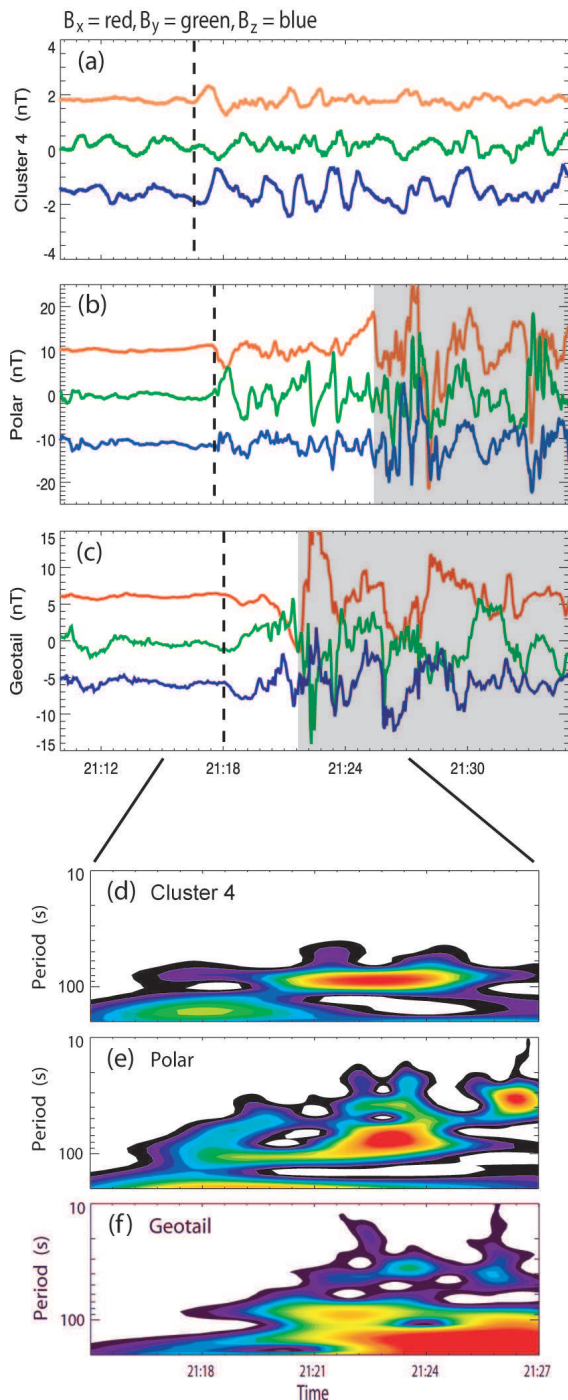 Bx = red, By = green, Bz = blue
(a)
Cluster 4 (nT)
4
2
0
-2
-4
(b)
Polar (nT)
20
10
0
-10
-20
(c)
Geotail (nT)
15
10
5
0
-5
-10
-15
21:12 21:18 21:24 21:30
(d) Cluster 4
Period (s)
10
100
(e) Polar
Period (s)
10
100
(f) Geotail
Period (s)
10
100
21:18 21:21 21:24 21:27
Time